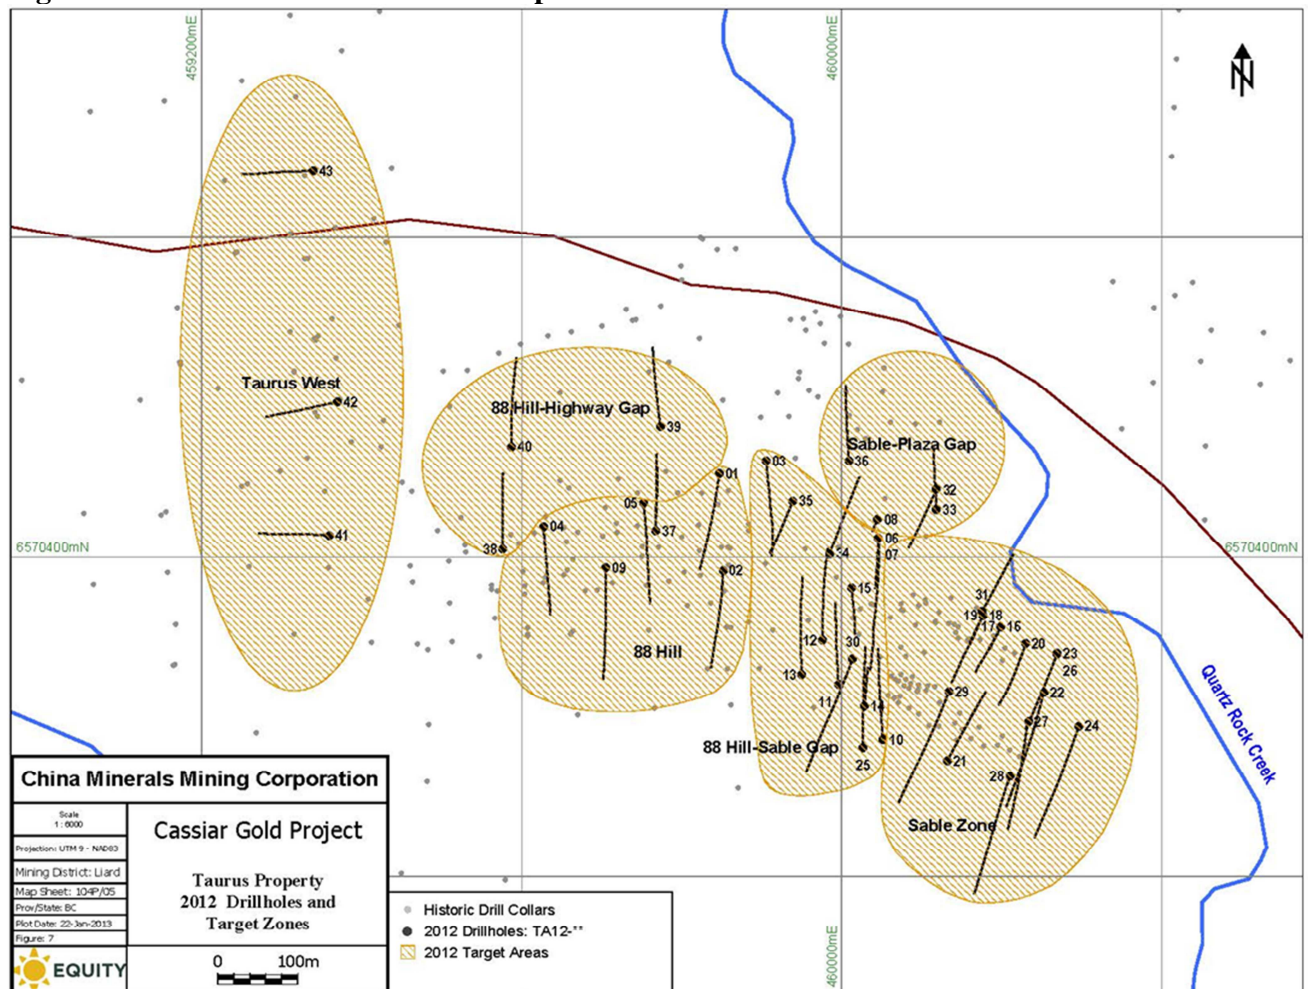 459200mE
460000mE
N
43
Taurus West
42
88 Hill-Highway Gap
39
40
Sable-Plaza Gap
03
36
01
05
35
32
33
04
37
08
38
34
06
41
07
6570400mN
6570400mN
09
02
15
31
19
18
17
16
12
30
20
88 Hill
23
26
13
11
29
22
14
27
24
88 Hill-Sable Gap
10
25
21
28
Sable Zone
Quartz Rock Creek
460000mE
China Minerals Mining Corporation
Scale
1 : 6000
Projection: UTM 9 - NAD83
Mining District: Liard
Map Sheet: 104P/05
Prov/State: BC
Plot Date: 22-Jan-2013
Figure: 7
Cassiar Gold Project
Taurus Property
2012 Drillholes and
Target Zones
0 100m
EQUITY
Historic Drill Collars
2012 Drillholes: TA12-**
2012 Target Areas